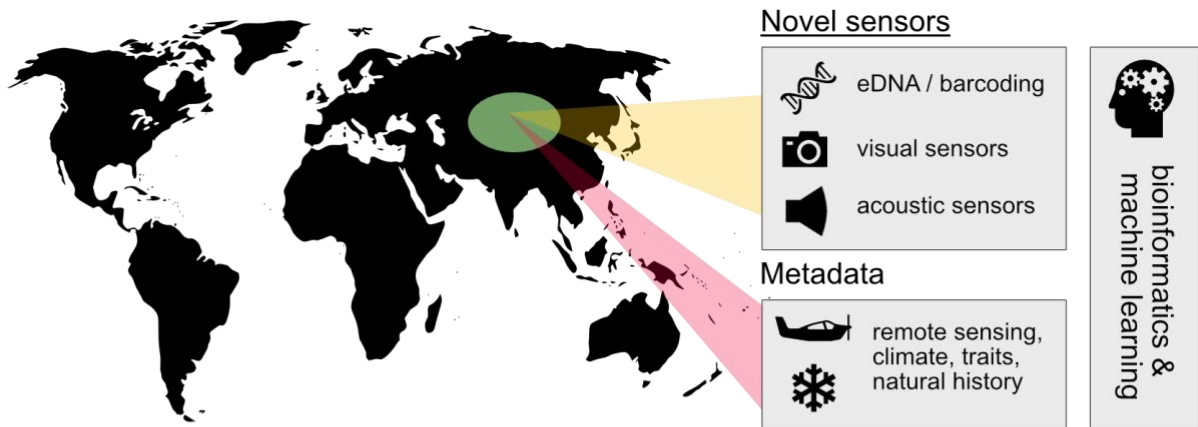 Novel sensors
eDNA / barcoding
visual sensors
acoustic sensors
Metadata
remote sensing,
climate, traits,
natural history
bioinformatics &
machine learning